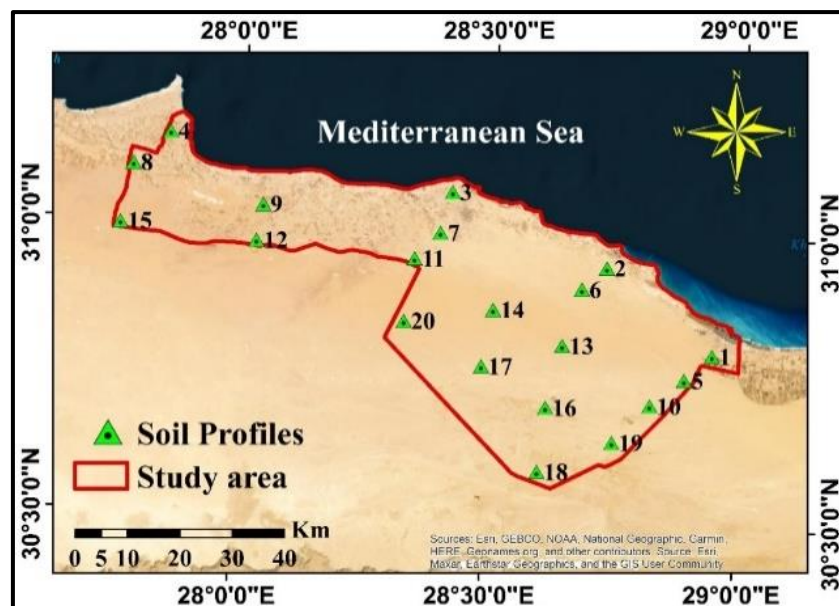 28°0'0"E 28°30'0"E 29°0'0"E
N
W E
S
Mediterranean Sea
4
8
3
31°0'0"N
9
15
7
12
31°0'0"N
11
2
6
14
20
13
1
17
5
16
10
Soil Profiles
19
Study area
18
30°30'0"N
Km
0 5 10 20 30 40
Sources: Esri, GEBCO, NOAA, National Geographic, Garmin,
HERE, Geonames.org, and other contributors. Source: Esri,
Maxar, Earthstar Geographics, and the GIS User Community
30°30'0"N
28°0'0"E 28°30'0"E 29°0'0"E